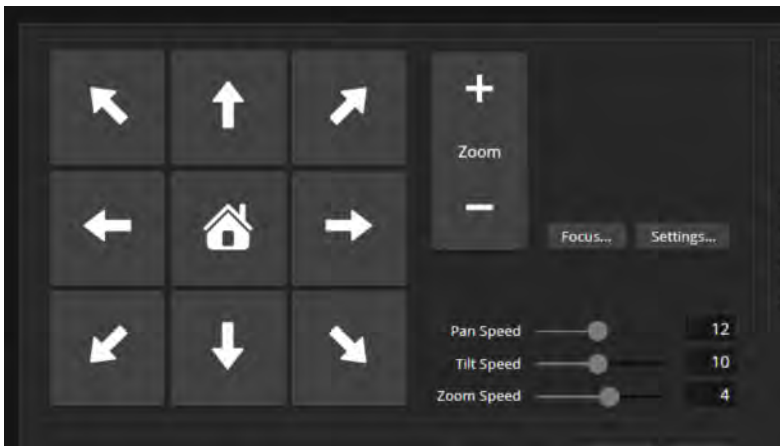 +
Zoom
−
Focus... Settings...
Pan Speed 12
Tilt Speed 10
Zoom Speed 4